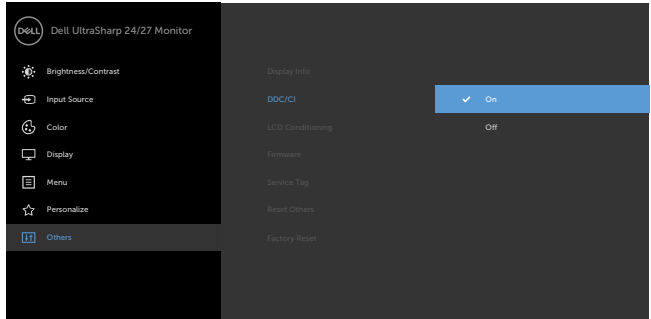 DELL Dell UltraSharp 24/27 Monitor
Brightness/Contrast
Input Source
Color
Display
Menu
Personalize
Others
Display Info
DDC/CI
LCD Conditioning
Firmware
Service Tag
Reset Others
Factory Reset
On
Off